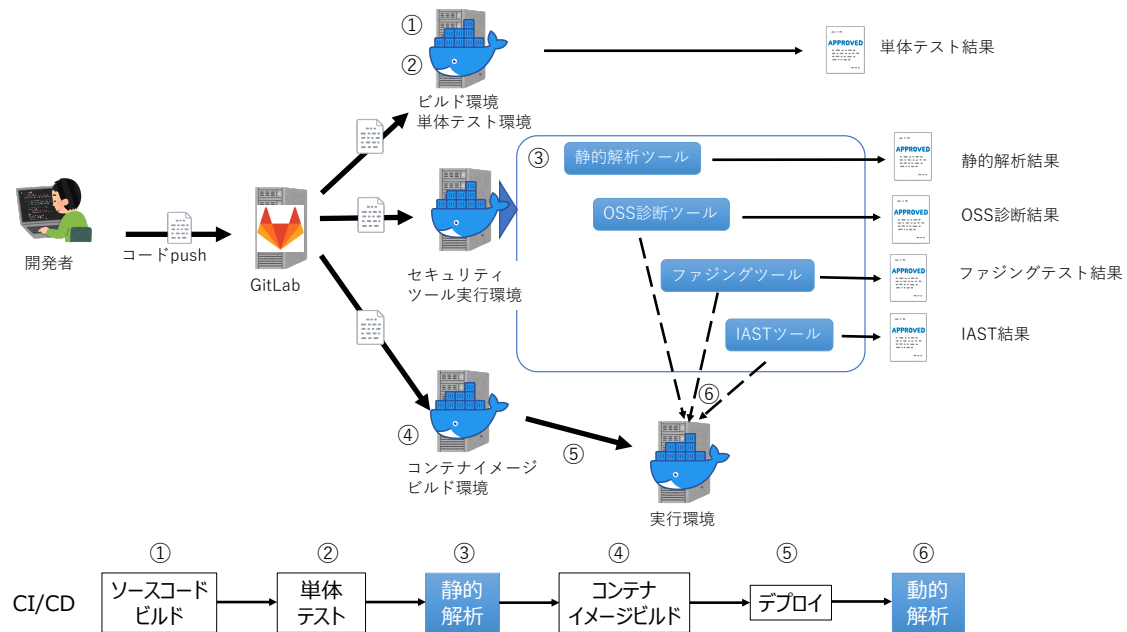 ①
②
APPROVED
単体テスト結果
ビルド環境
単体テスト環境
③
静的解析ツール
APPROVED
静的解析結果
OSS診断ツール
APPROVED
OSS診断結果
開発者
コードpush
GitLab
セキュリティ
ツール実行環境
ファジングツール
APPROVED
ファジングテスト結果
IASTツール
APPROVED
IAST結果
⑥
④
⑤
コンテナイメージ
ビルド環境
実行環境
①
②
③
④
⑤
⑥
CI/CD
ソースコード
ビルド
単体
テスト
静的
解析
コンテナ
イメージビルド
デプロイ
動的
解析